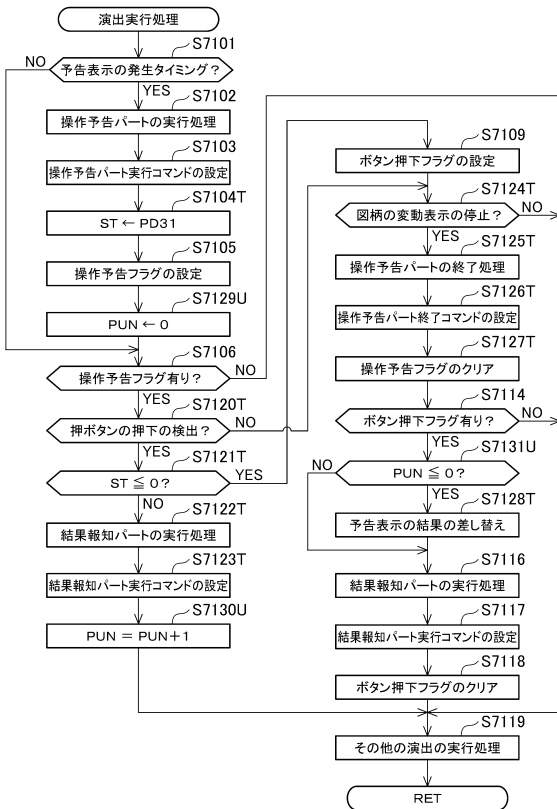 演出実行処理
S7101
予告表示の発生タイミング？
NO
YES
S7102
操作予告パートの実行処理
S7103
操作予告パート実行コマンドの設定
S7104T
ST ← PD31
S7105
操作予告フラグの設定
S7129U
PUN ← 0
S7106
操作予告フラグ有り？
NO
YES
S7120T
押ボタンの押下の検出？
NO
YES
S7121T
ST ≦ 0？
YES
NO
S7122T
結果報知パートの実行処理
S7123T
結果報知パート実行コマンドの設定
S7130U
PUN = PUN+1
S7109
ボタン押下フラグの設定
S7124T
図柄の変動表示の停止？
NO
YES
S7125T
操作予告パートの終了処理
S7126T
操作予告パート終了コマンドの設定
S7127T
操作予告フラグのクリア
S7114
ボタン押下フラグ有り？
NO
YES
S7131U
PUN ≦ 0？
NO
YES
S7128T
予告表示の結果の差し替え
S7116
結果報知パートの実行処理
S7117
結果報知パート実行コマンドの設定
S7118
ボタン押下フラグのクリア
S7119
その他の演出の実行処理
RET